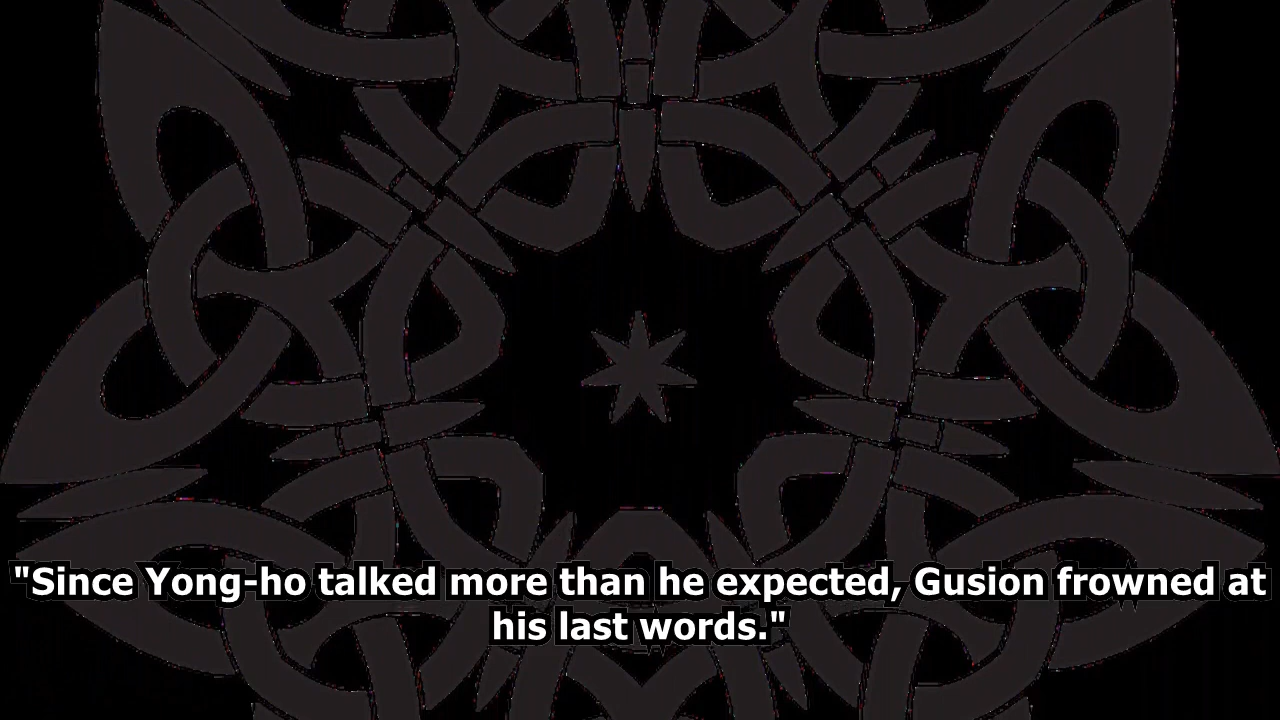 "Since Yong-ho talked more than he expected, Gusion frowned at
his last words."